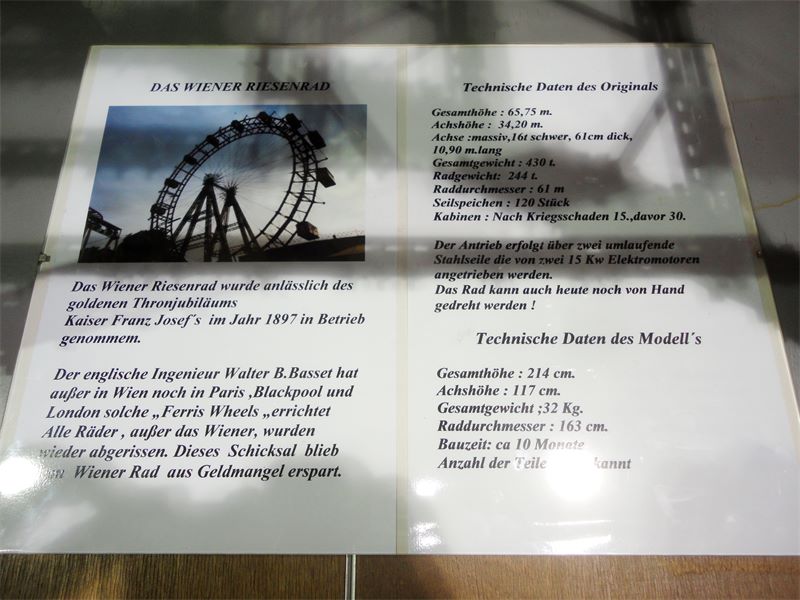 DAS WIENER RIESENRAD
Das Wiener Riesenrad wurde anlässlich des
goldenen Thronjubiläums
Kaiser Franz Josef´s im Jahr 1897 in Betrieb
genommem.
Der englische Ingenieur Walter B.Basset hat
außer in Wien noch in Paris ,Blackpool und
London solche „Ferris Wheels „errichtet
Alle Räder , außer das Wiener, wurden
wieder abgerissen. Dieses Schicksal blieb
Wiener Rad aus Geldmangel erspart.
Technische Daten des Originals
Gesamthöhe : 65,75 m.
Achshöhe : 34,20 m.
Achse :massiv,16t schwer, 61cm dick,
10,90 m.lang
Gesamtgewicht : 430 t.
Radgewicht: 244 t.
Raddurchmesser : 61 m
Seilspeichen : 120 Stück
Kabinen : Nach Kriegsschaden 15.,davor 30.
Der Antrieb erfolgt über zwei umlaufende
Stahlseile die von zwei 15 Kw Elektromotoren
angetrieben werden.
Das Rad kann auch heute noch von Hand
gedreht werden !
Technische Daten des Modell´s
Gesamthöhe : 214 cm.
Achshöhe : 117 cm.
Gesamtgewicht ;32 Kg.
Raddurchmesser : 163 cm.
Bauzeit: ca 10 Monate
Anzahl der Teile